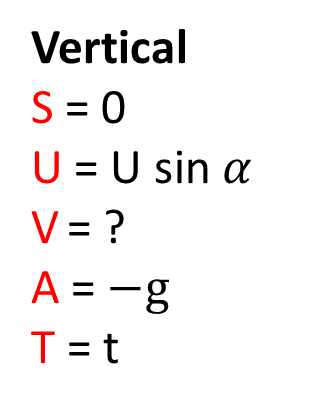 Vertical
S = 0
U = U sin α
V = ?
A = −g
T = t